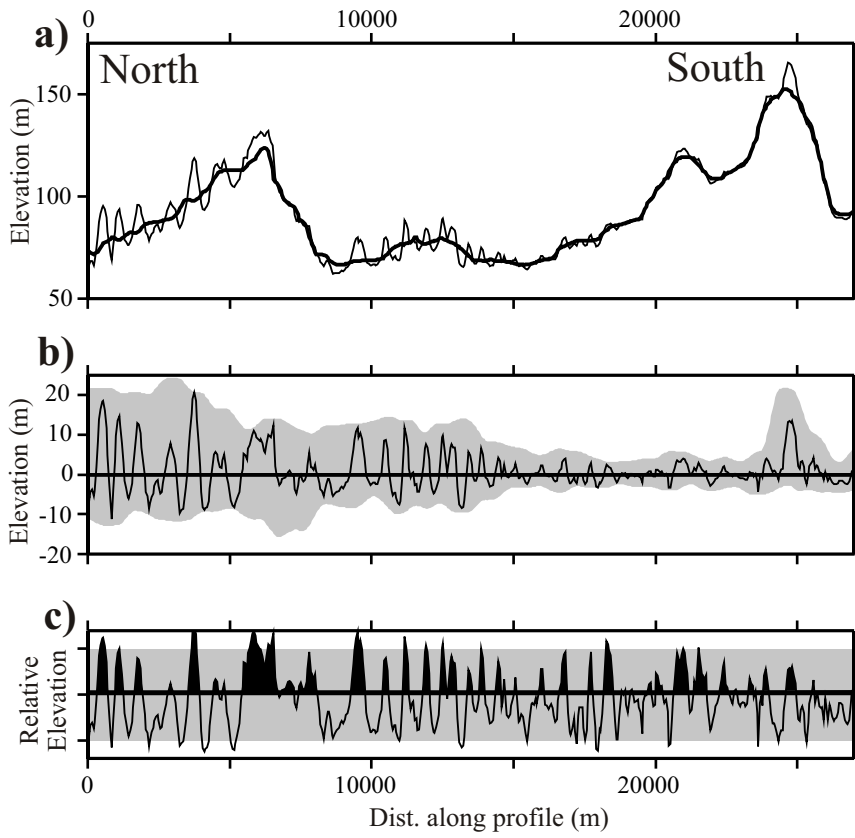 0 10000 20000
a)
North South
150
100
50
Elevation (m)
b)
20
10
0
-10
-20
Elevation (m)
c)
Relative
Elevation
0 10000 20000
Dist. along profile (m)